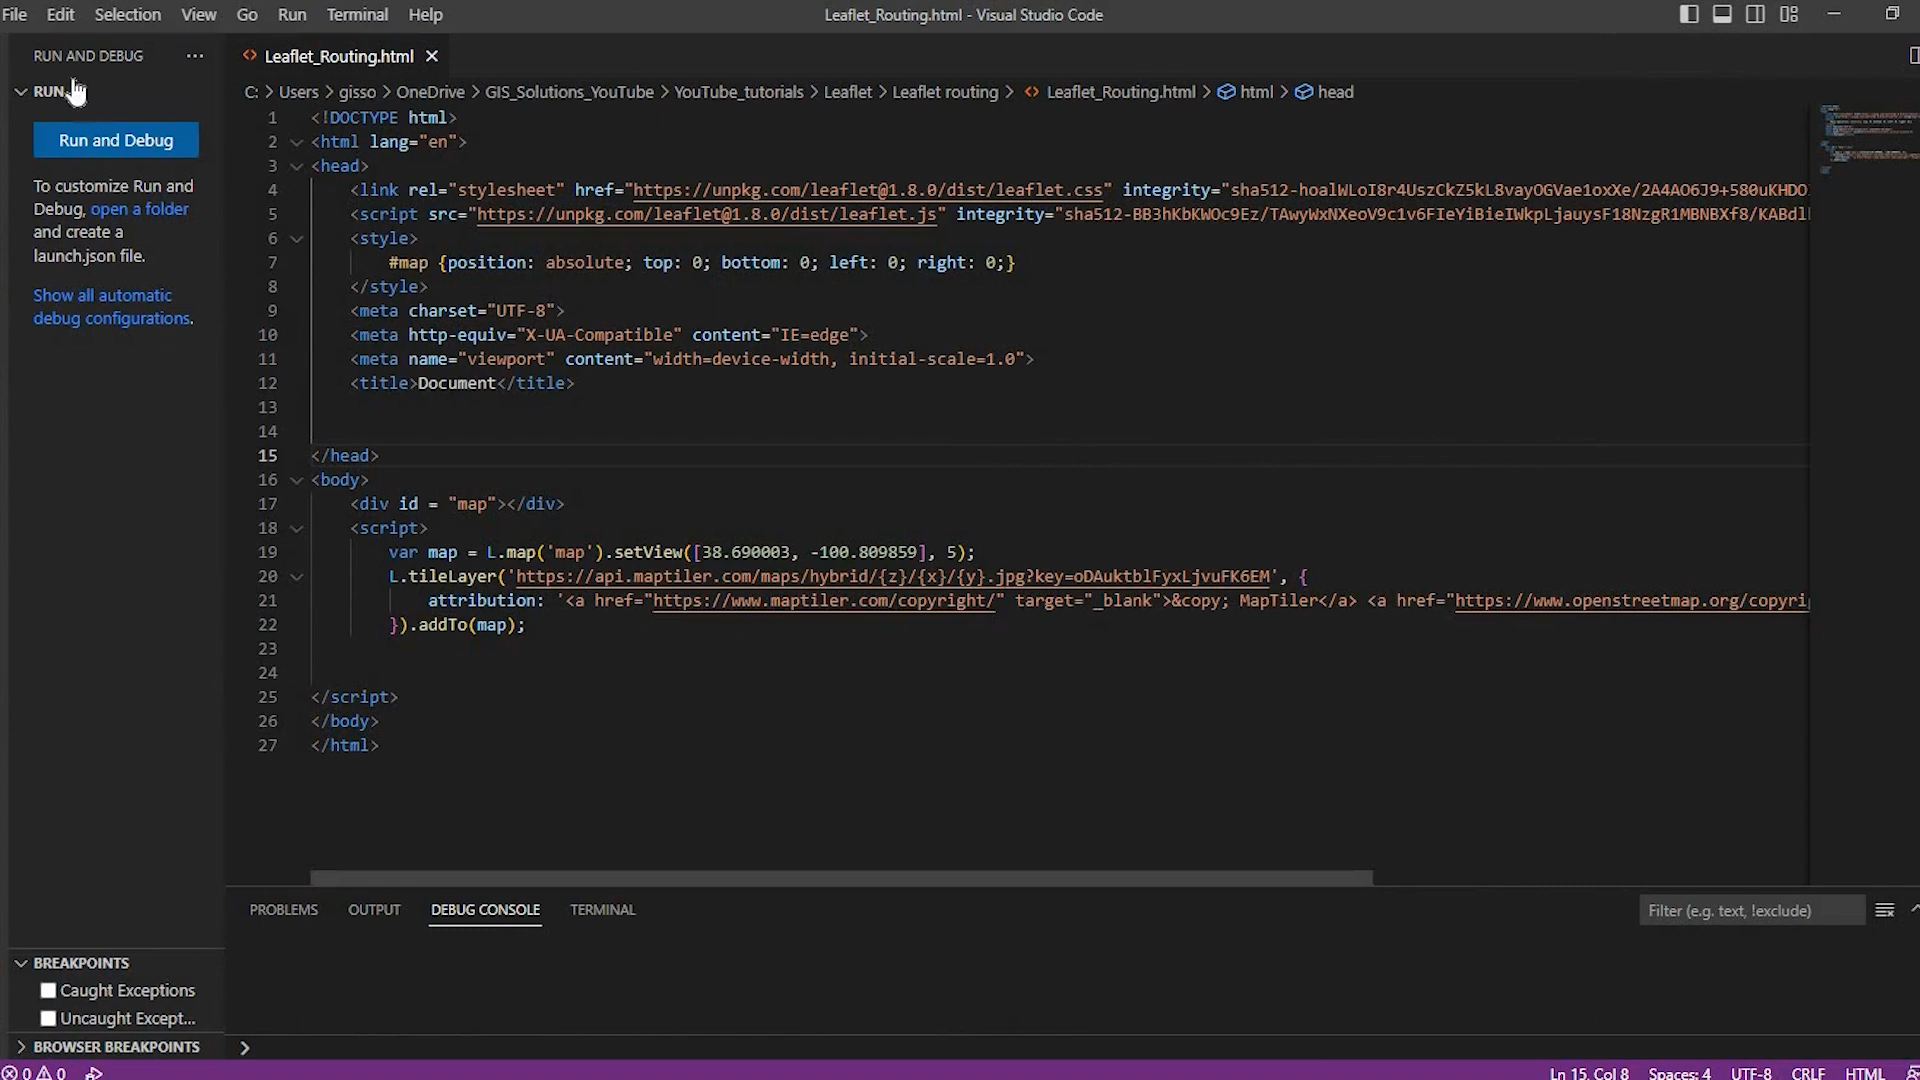 File Edit Selection View Go Run Terminal Help
Leaflet_Routing.html - Visual Studio Code
RUN AND DEBUG ···
RUN
Run and Debug
To customize Run and
Debug, open a folder
and create a
launch.json file.
Show all automatic
debug configurations.
Leaflet_Routing.html
C: > Users > gisso > OneDrive > GIS_Solutions_YouTube > YouTube_tutorials > Leaflet > Leaflet routing > Leaflet_Routing.html > html > head
1 <!DOCTYPE html>
2 <html lang="en">
3 <head>
4 <link rel="stylesheet" href="https://unpkg.com/leaflet@1.8.0/dist/leaflet.css" integrity="sha512-hoalWLoI8r4UszCkZ5kL8vayOGVae1oxXe/2A4AO6J9+580uKHDO
5 <script src="https://unpkg.com/leaflet@1.8.0/dist/leaflet.js" integrity="sha512-BB3hKbKWOc9Ez/TAwyWxNXeoV9c1v6FIeYiBieIWkpLjauysF18NzgR1MBNBXf8/KABdl
6 <style>
7 #map {position: absolute; top: 0; bottom: 0; left: 0; right: 0;}
8 </style>
9 <meta charset="UTF-8">
10 <meta http-equiv="X-UA-Compatible" content="IE=edge">
11 <meta name="viewport" content="width=device-width, initial-scale=1.0">
12 <title>Document</title>
13
14
15 </head>
16 <body>
17 <div id = "map"></div>
18 <script>
19 var map = L.map('map').setView([38.690003, -100.809859], 5);
20 L.tileLayer('https://api.maptiler.com/maps/hybrid/{z}/{x}/{y}.jpg?key=oDAuktblFyxLjvuFK6EM', {
21 attribution: '<a href="https://www.maptiler.com/copyright/" target="_blank">&copy; MapTiler</a> <a href="https://www.openstreetmap.org/copyri
22 }).addTo(map);
23
24
25 </script>
26 </body>
27 </html>
PROBLEMS OUTPUT DEBUG CONSOLE TERMINAL
Filter (e.g. text, !exclude)
BREAKPOINTS
Caught Exceptions
Uncaught Except...
BROWSER BREAKPOINTS
0 0
Ln 15, Col 8 Spaces: 4 UTF-8 CRLF HTML